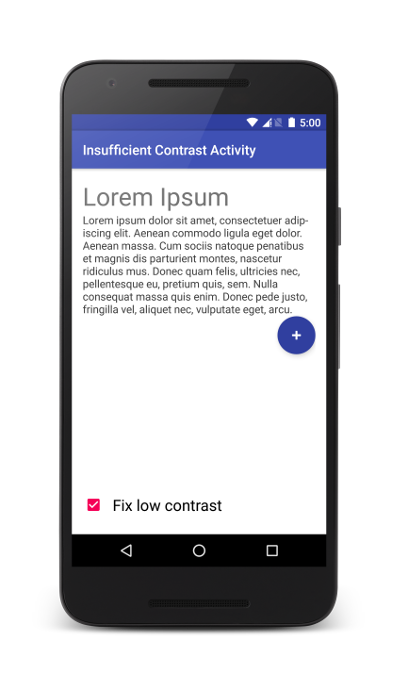 5:00
Insufficient Contrast Activity
Lorem Ipsum
Lorem ipsum dolor sit amet, consectetuer adip-
iscing elit. Aenean commodo ligula eget dolor.
Aenean massa. Cum sociis natoque penatibus
et magnis dis parturient montes, nascetur
ridiculus mus. Donec quam felis, ultricies nec,
pellentesque eu, pretium quis, sem. Nulla
consequat massa quis enim. Donec pede justo,
fringilla vel, aliquet nec, vulputate eget, arcu.
Fix low contrast